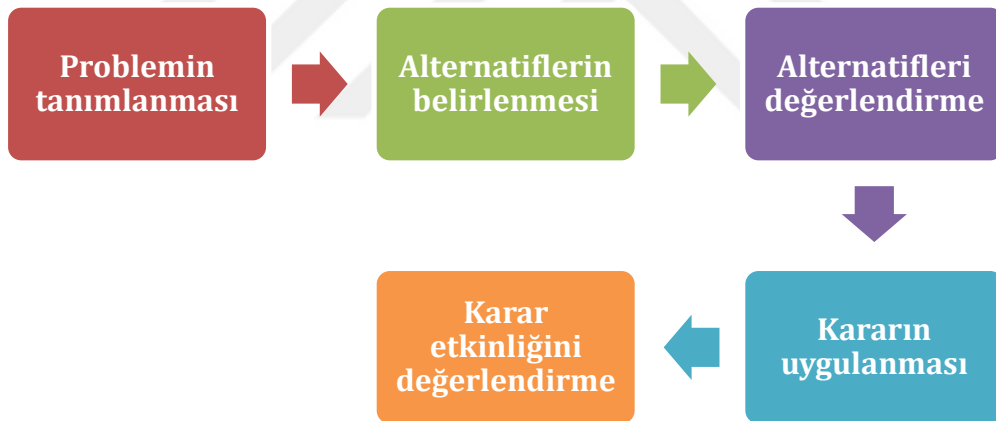 Problemin
tanımlanması
Alternatiflerin
belirlenmesi
Alternatifleri
değerlendirme
Kararın
uygulanması
Karar
etkinliğini
değerlendirme